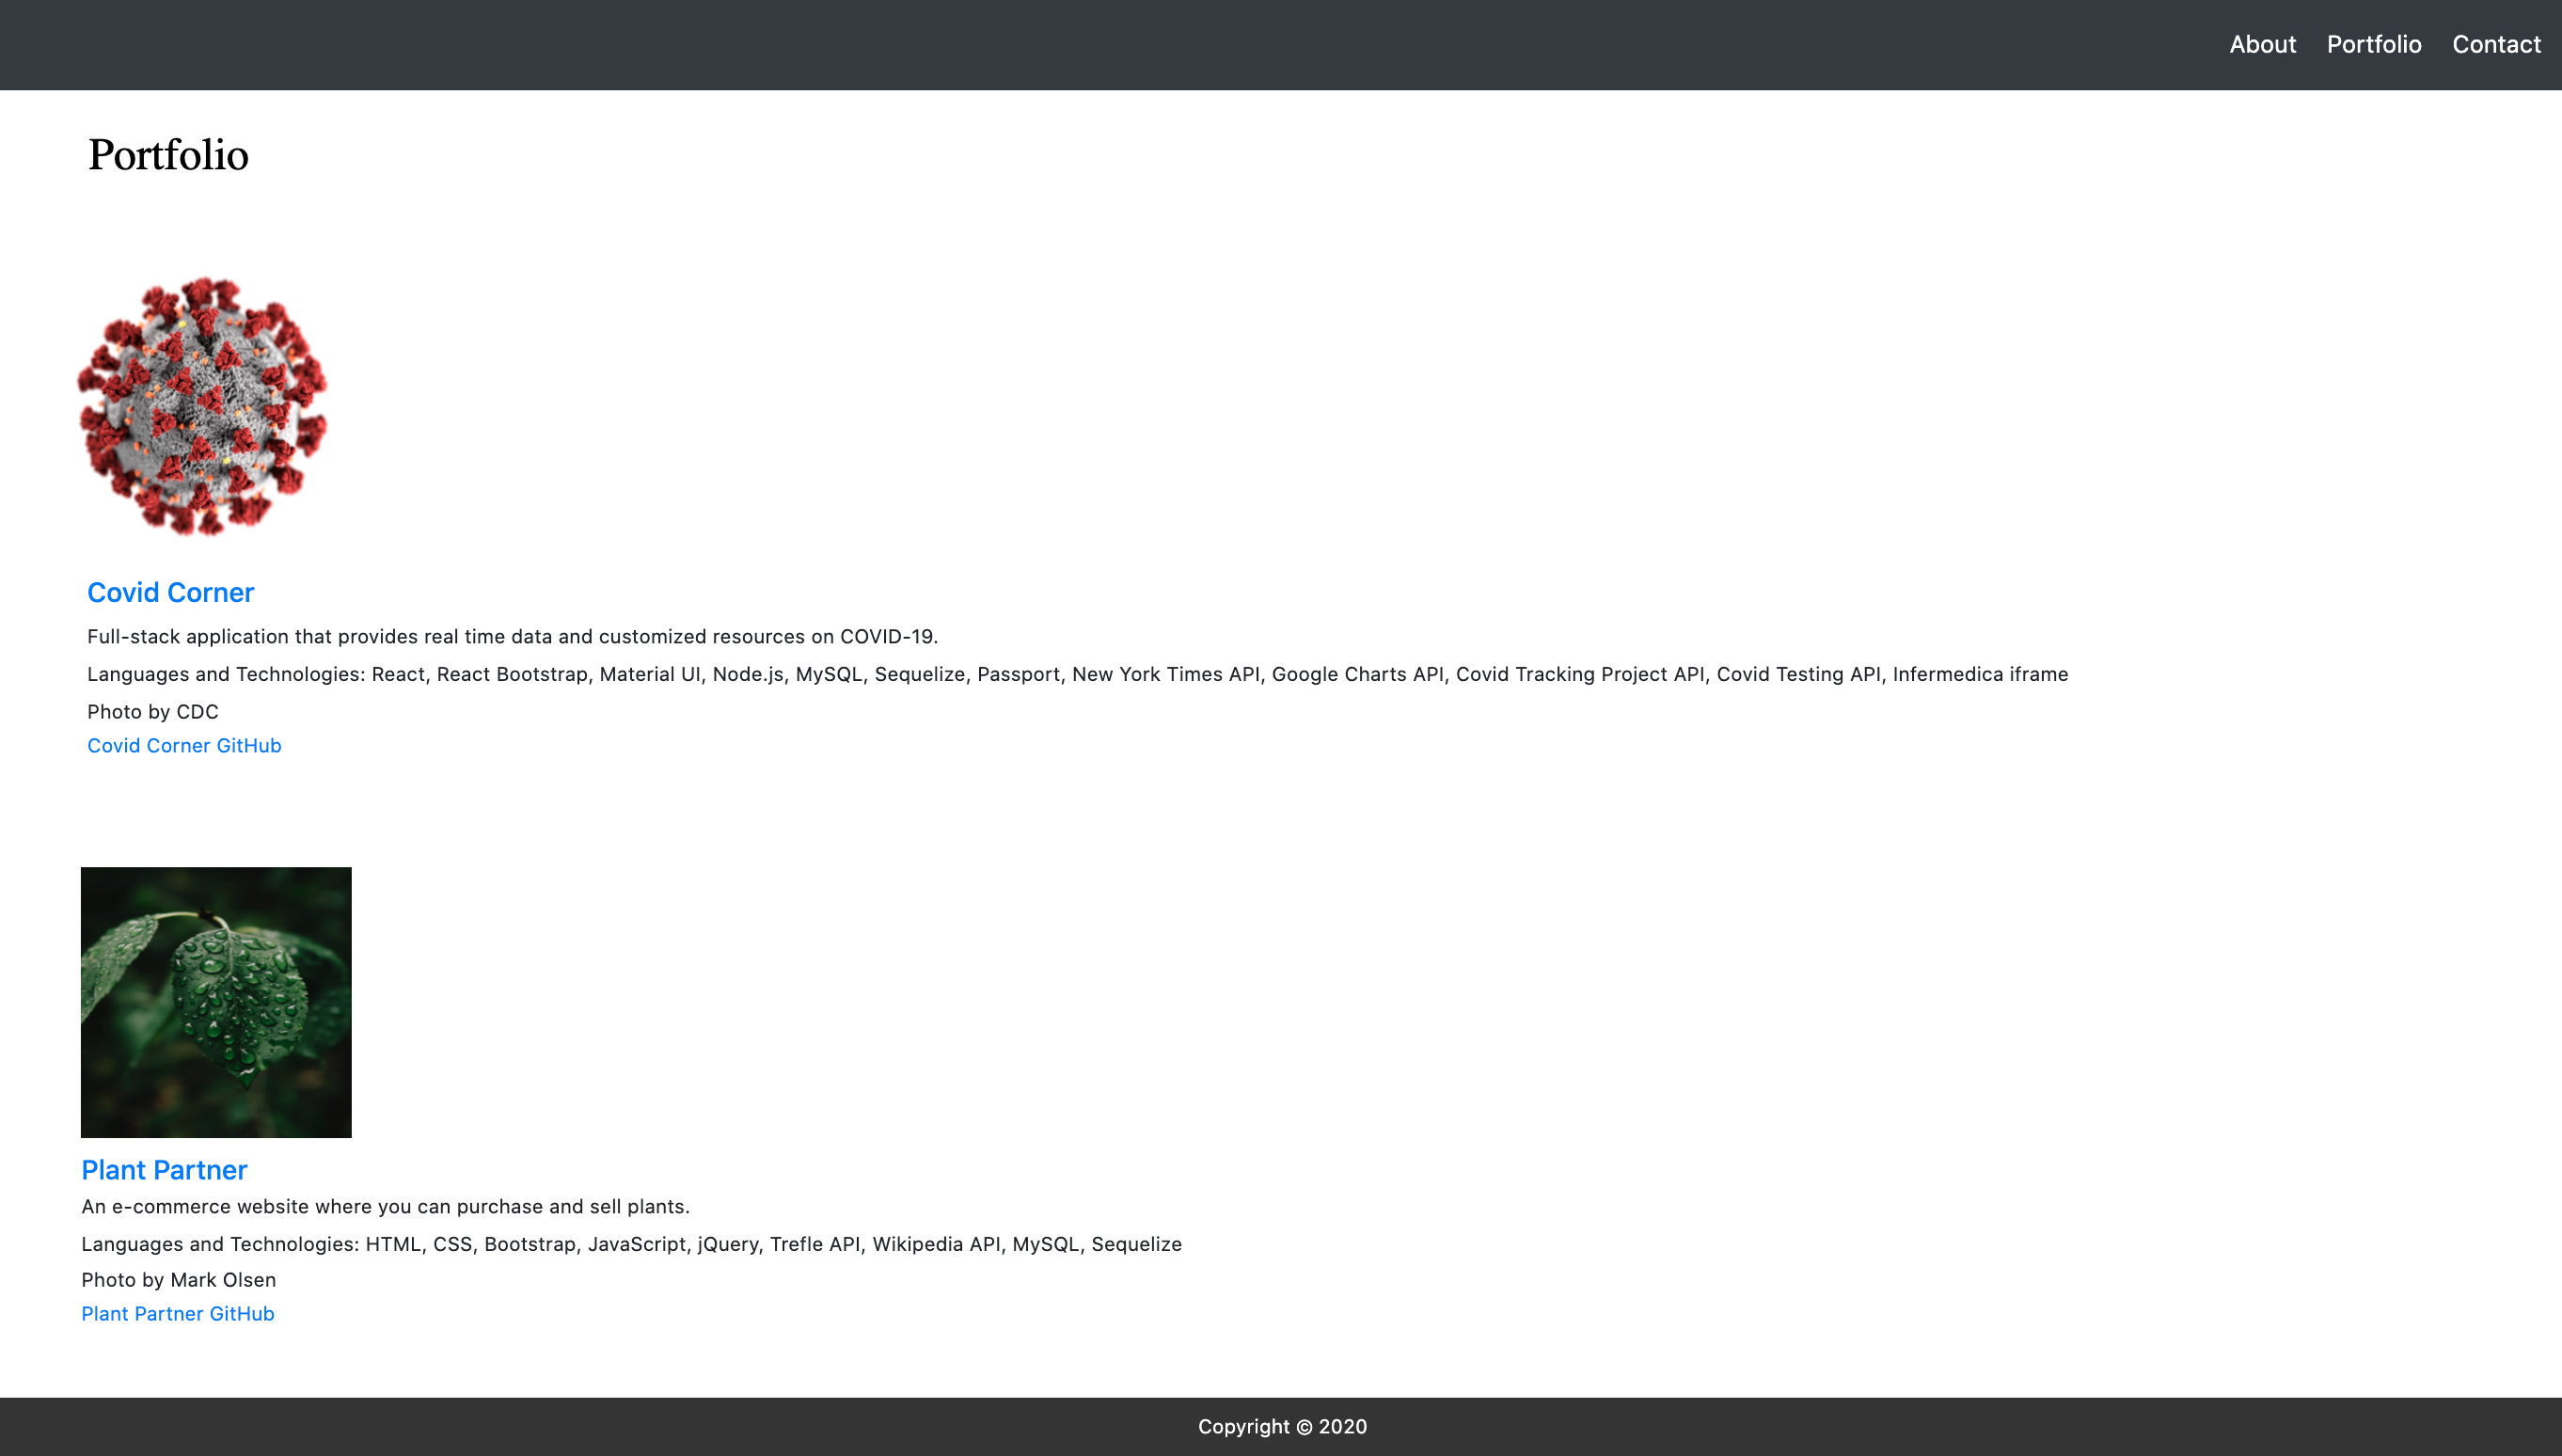 About Portfolio Contact
Portfolio
Covid Corner
Full-stack application that provides real time data and customized resources on COVID-19.
Languages and Technologies: React, React Bootstrap, Material UI, Node.js, MySQL, Sequelize, Passport, New York Times API, Google Charts API, Covid Tracking Project API, Covid Testing API, Infermedica iframe
Photo by CDC
Covid Corner GitHub
Plant Partner
An e-commerce website where you can purchase and sell plants.
Languages and Technologies: HTML, CSS, Bootstrap, JavaScript, jQuery, Trefle API, Wikipedia API, MySQL, Sequelize
Photo by Mark Olsen
Plant Partner GitHub
Copyright © 2020